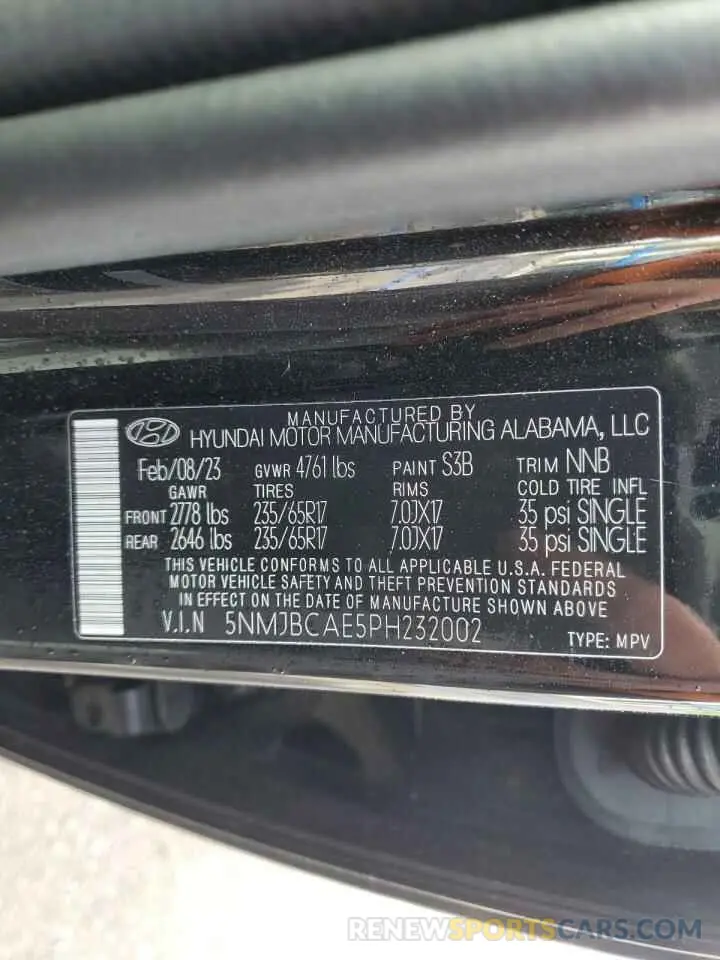 MANUFACTURED BY
HYUNDAI MOTOR MANUFACTURING ALABAMA, LLC
Feb/08/23 GVWR 4761 lbs PAINT S3B TRIM NNB
GAWR TIRES RIMS COLD TIRE INFL
FRONT 2778 lbs 235/65R17 7.0JX17 35 psi SINGLE
REAR 2646 lbs 235/65R17 7.0JX17 35 psi SINGLE
THIS VEHICLE CONFORMS TO ALL APPLICABLE U.S.A. FEDERAL
MOTOR VEHICLE SAFETY AND THEFT PREVENTION STANDARDS
IN EFFECT ON THE DATE OF MANUFACTURE SHOWN ABOVE
V.I.N 5NMJBCAE5PH232002 TYPE: MPV
RENEWSPORTSCARS.COM